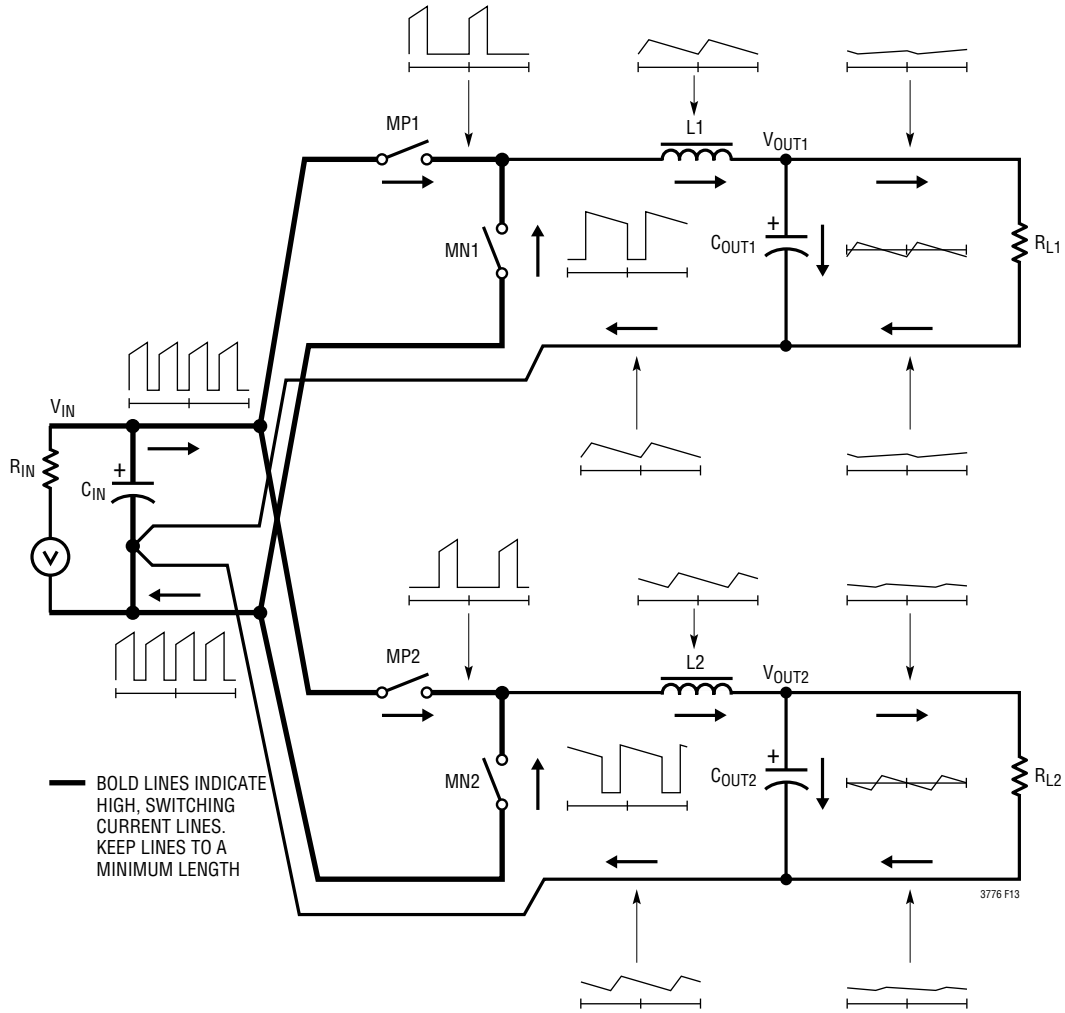 MP1
L1
VOUT1
MN1
COUT1
+
RL1
VIN
RIN
+
CIN
V
MP2
L2
VOUT2
MN2
COUT2
+
RL2
BOLD LINES INDICATE
HIGH, SWITCHING
CURRENT LINES.
KEEP LINES TO A
MINIMUM LENGTH
3776 F13